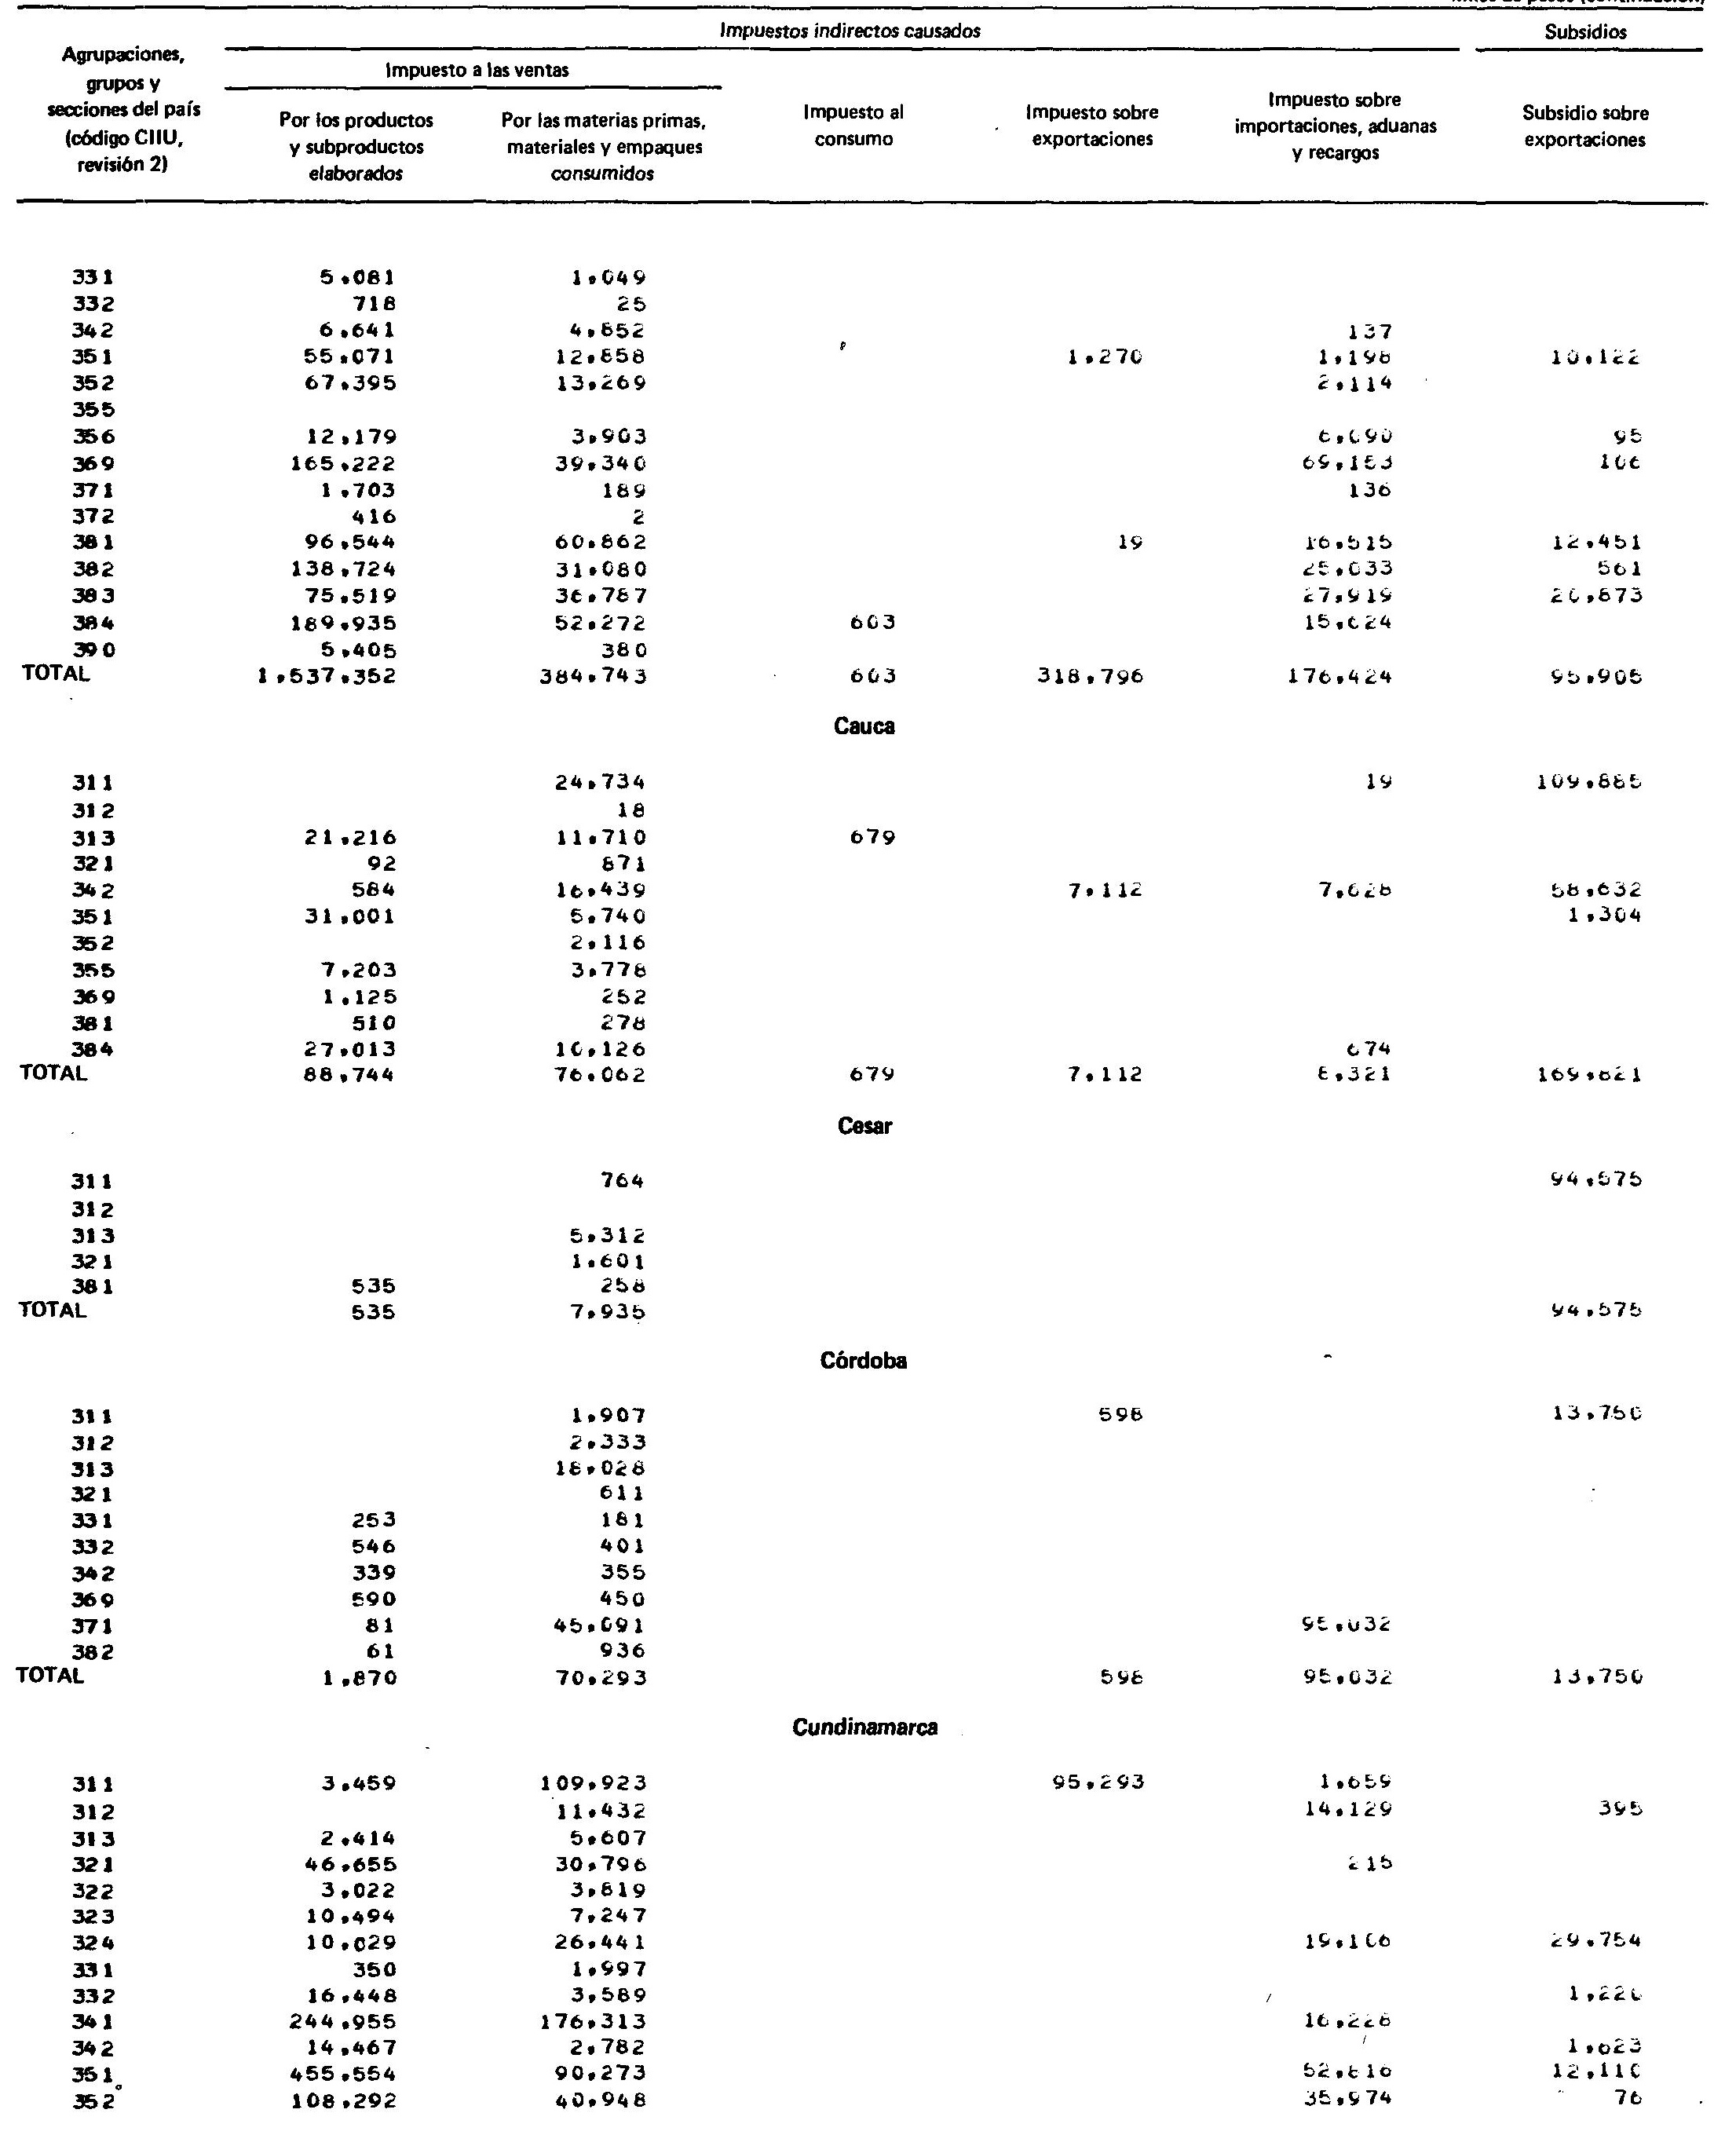 miles de pesos (continuación)
Impuestos indirectos causados Subsidios
Agrupaciones, grupos y secciones del país (código CIIU, revisión 2)
Impuesto a las ventas
Por los productos y subproductos elaborados
Por las materias primas, materiales y empaques consumidos
Impuesto al consumo
Impuesto sobre exportaciones
Impuesto sobre importaciones, aduanas y recargos
Subsidio sobre exportaciones
331 5.081 1.049
332 718 25
342 6.641 4.852 137
351 55.071 12.858 1.270 1.198 10.122
352 67.395 13.269 2.114
355
356 12.179 3.903 6.090 95
369 165.222 39.340 69.153 106
371 1.703 189 136
372 416 2
381 96.544 60.862 19 16.515 12.451
382 138.724 31.080 25.033 561
383 75.519 36.787 27.919 20.873
384 189.935 52.272 603 15.624
390 5.405 380
TOTAL 1.537.352 384.743 603 318.796 176.424 95.905
Cauca
311 24.734 19 109.885
312 18
313 21.216 11.710 679
321 92 871
342 584 16.439 7.112 7.628 58.632
351 31.001 5.740 1.304
352 2.116
355 7.203 3.778
369 1.125 252
381 510 278
384 27.013 10.126 674
TOTAL 88.744 76.062 679 7.112 8.321 169.821
Cesar
311 764 94.575
312
313 5.312
321 1.601
381 535 258
TOTAL 535 7.935 94.575
Córdoba
311 1.907 598 13.750
312 2.333
313 18.028
321 611
331 253 181
332 546 401
342 339 355
369 590 450
371 81 45.091 95.032
382 61 936
TOTAL 1.870 70.293 598 95.032 13.750
Cundinamarca
311 3.459 109.923 95.293 1.659
312 11.432 14.129 395
313 2.414 5.607
321 46.655 30.796 215
322 3.022 3.819
323 10.494 7.247
324 10.029 26.441 19.106 29.754
331 350 1.997
332 16.448 3.589 1.220
341 244.955 176.313 16.228
342 14.467 2.782 1.623
351 455.554 90.273 52.816 12.110
352 108.292 40.948 35.974 76